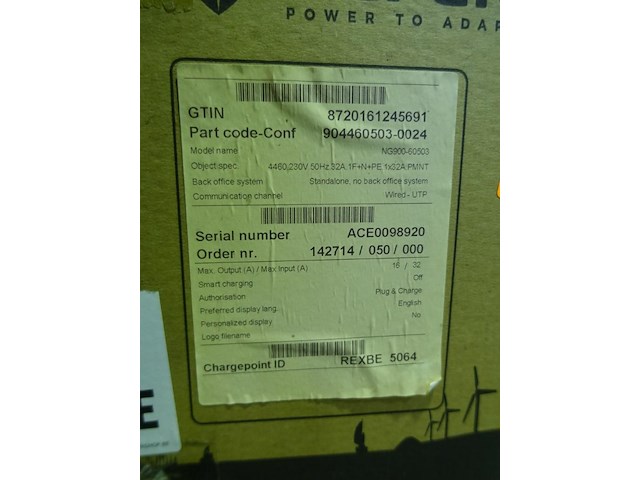 POWER TO ADAP
GTIN 8720161245691
Part code-Conf 904460503-0024
Model name NG900-60503
Object spec. 4460;230V 50Hz;32A;1F+N+PE 1x32A;PMNT
Back office system Standalone, no back office system
Communication channel Wired - UTP
Serial number ACE0098920
Order nr. 142714 / 050 / 000
Max. Output (A) / Max Input (A) 16 / 32
Smart charging Off
Authorisation Plug & Charge
Preferred display lang. English
Personalized display No
Logo filename
Chargepoint ID REXBE 5064
E